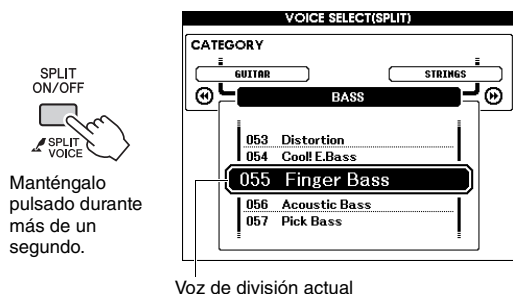 VOICE SELECT(SPLIT)
CATEGORY
GUITAR
STRINGS
BASS
053 Distortion
054 Cool! E.Bass
055 Finger Bass
056 Acoustic Bass
057 Pick Bass
SPLIT
ON/OFF
SPLIT
VOICE
Manténgalo
pulsado durante
más de un
segundo.
Voz de división actual